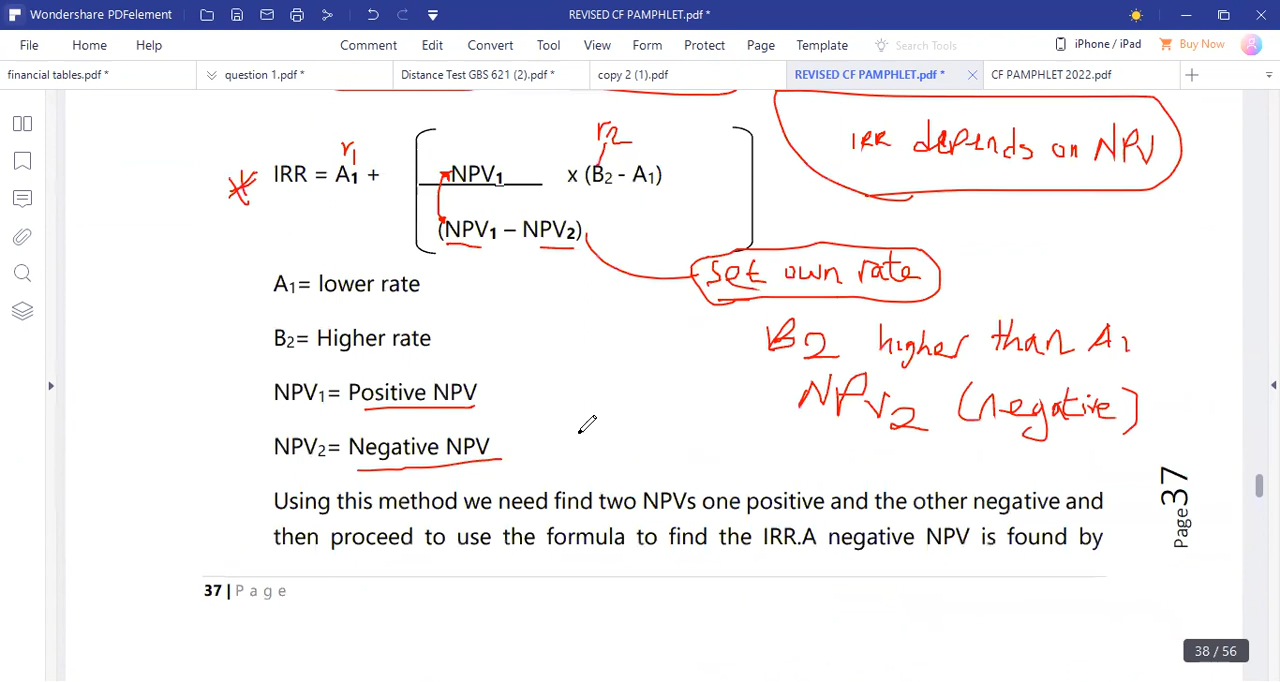 Wondershare PDFelement
REVISED CF PAMPHLET.pdf *
File Home Help Comment Edit Convert Tool View Form Protect Page Template Search Tools iPhone / iPad Buy Now
financial tables.pdf * question 1.pdf * Distance Test GBS 621 (2).pdf * copy 2 (1).pdf REVISED CF PAMPHLET.pdf * CF PAMPHLET 2022.pdf
IRR depends on NPV
r1 r2
IRR = A1 + NPV1 x (B2 - A1)
(NPV1 – NPV2)
set own rate
A1= lower rate
B2= Higher rate
B2 higher than A1
NPV1= Positive NPV
NPV2 (negative)
NPV2= Negative NPV
Using this method we need find two NPVs one positive and the other negative and
then proceed to use the formula to find the IRR.A negative NPV is found by
Page 37
37 | Page
38 / 56